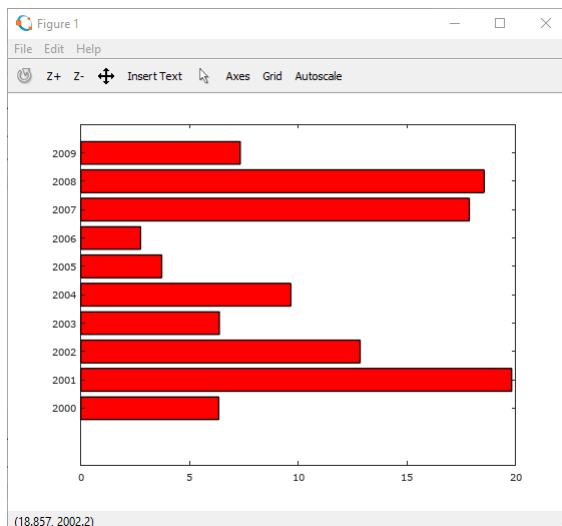 Figure 1
File Edit Help
Z+ Z- Insert Text Axes Grid Autoscale
2009
2008
2007
2006
2005
2004
2003
2002
2001
2000
0 5 10 15 20
(18.857, 2002.2)